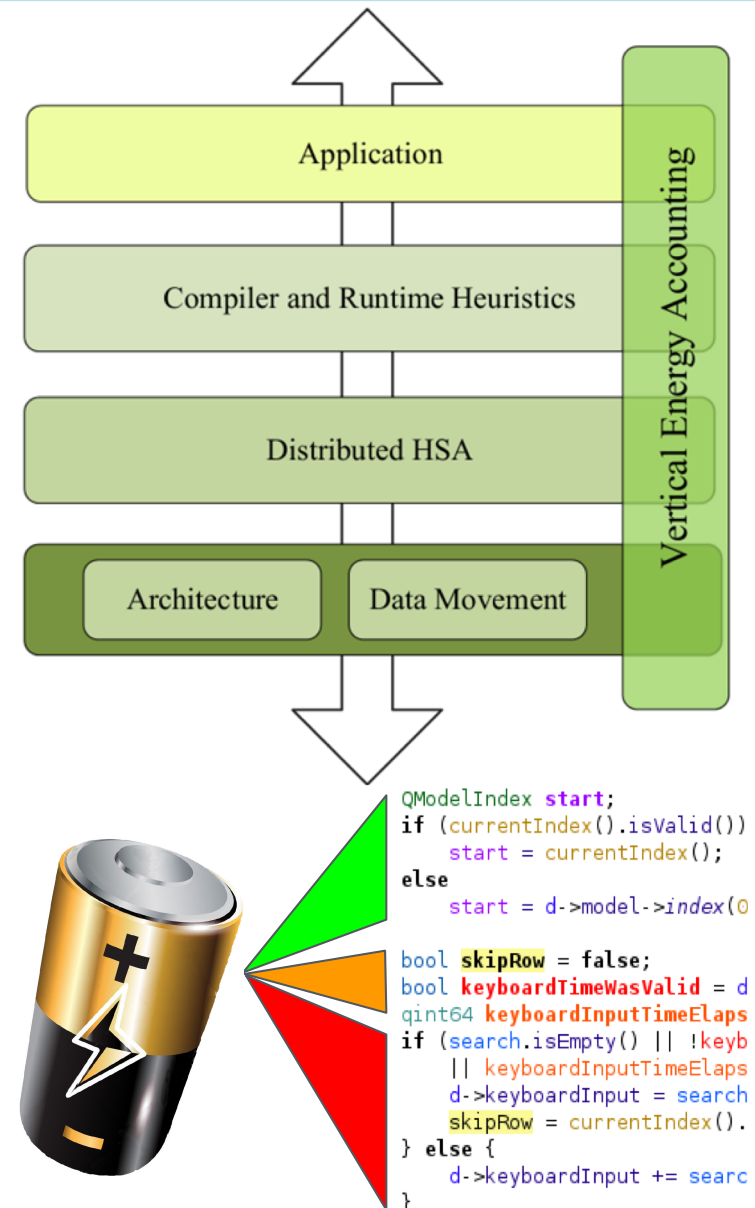 Application
Compiler and Runtime Heuristics
Distributed HSA
Architecture
Data Movement
Vertical Energy Accounting
QModelIndex start;
if (currentIndex().isValid())
    start = currentIndex();
else
    start = d->model->index(0
bool skipRow = false;
bool keyboardTimeWasValid = d
qint64 keyboardInputTimeElaps
if (search.isEmpty() || !keyb
    || keyboardInputTimeElaps
    d->keyboardInput = search
    skipRow = currentIndex().
} else {
    d->keyboardInput += searc
}